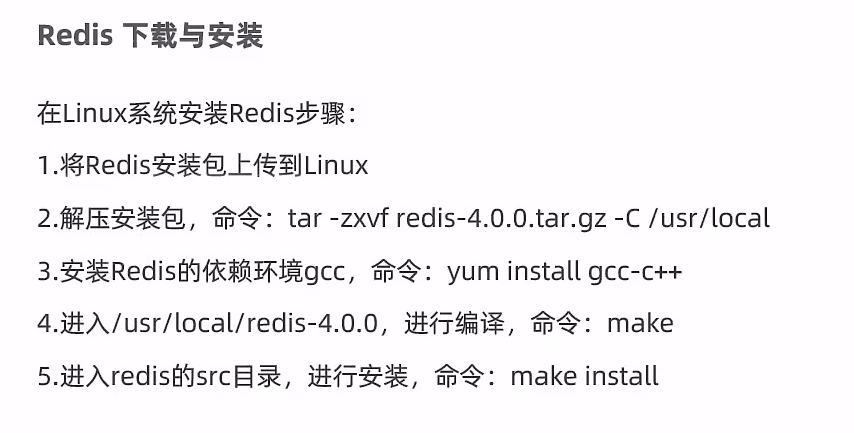 Redis 下载与安装
在Linux系统安装Redis步骤：
1.将Redis安装包上传到Linux
2.解压安装包，命令：tar -zxvf redis-4.0.0.tar.gz -C /usr/local
3.安装Redis的依赖环境gcc，命令：yum install gcc-c++
4.进入/usr/local/redis-4.0.0，进行编译，命令：make
5.进入redis的src目录，进行安装，命令：make install